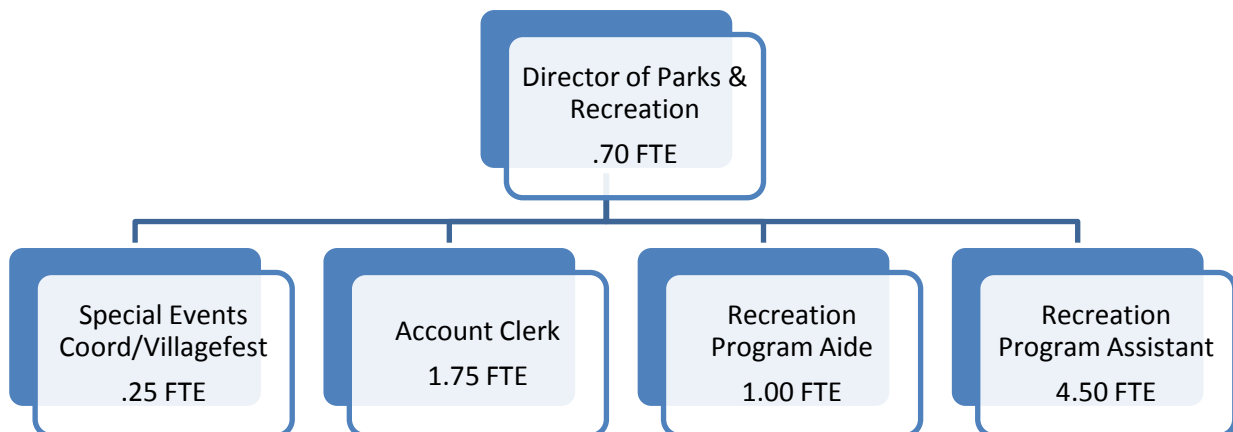 Director of Parks &
Recreation
.70 FTE
Special Events
Coord/Villagefest
.25 FTE
Account Clerk
1.75 FTE
Recreation
Program Aide
1.00 FTE
Recreation
Program Assistant
4.50 FTE